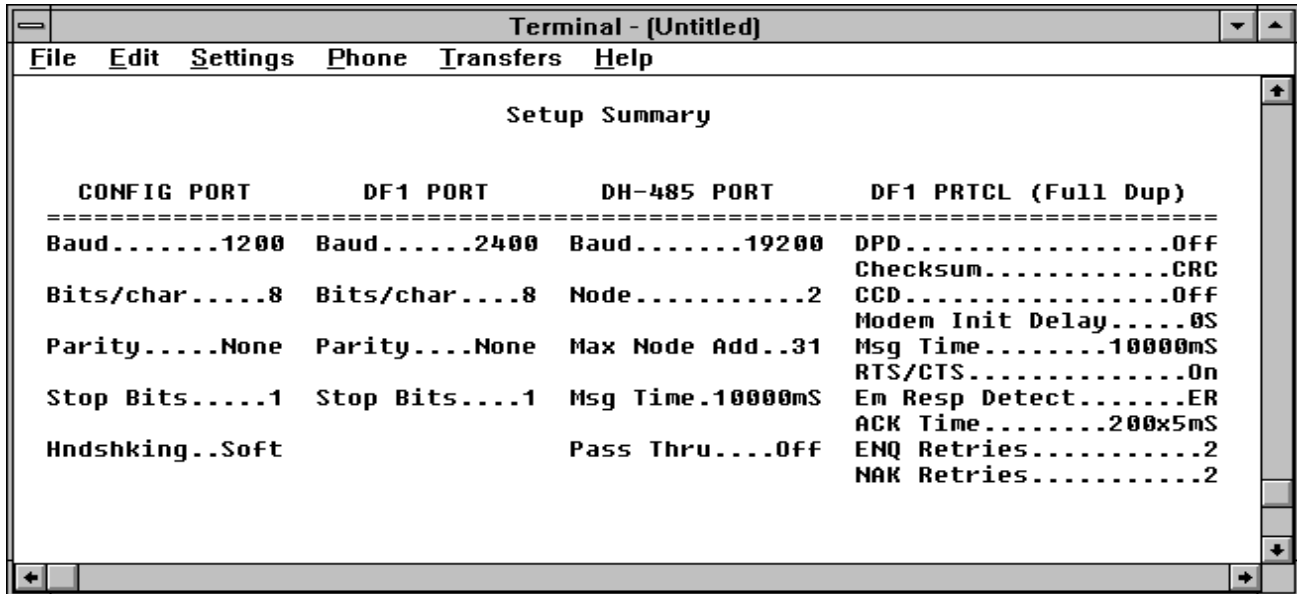 Terminal - (Untitled)
File Edit Settings Phone Transfers Help
Setup Summary
CONFIG PORT DF1 PORT DH-485 PORT DF1 PRTCL (Full Dup)
==========================================================================
Baud.......1200 Baud......2400 Baud.......19200 DPD.................Off
Checksum............CRC
Bits/char.....8 Bits/char....8 Node...........2 CCD.................Off
Modem Init Delay.....0S
Parity.....None Parity....None Max Node Add..31 Msg Time........10000mS
RTS/CTS..............On
Stop Bits.....1 Stop Bits....1 Msg Time.10000mS Em Resp Detect.......ER
ACK Time........200x5mS
Hndshking..Soft Pass Thru....Off ENQ Retries...........2
NAK Retries...........2